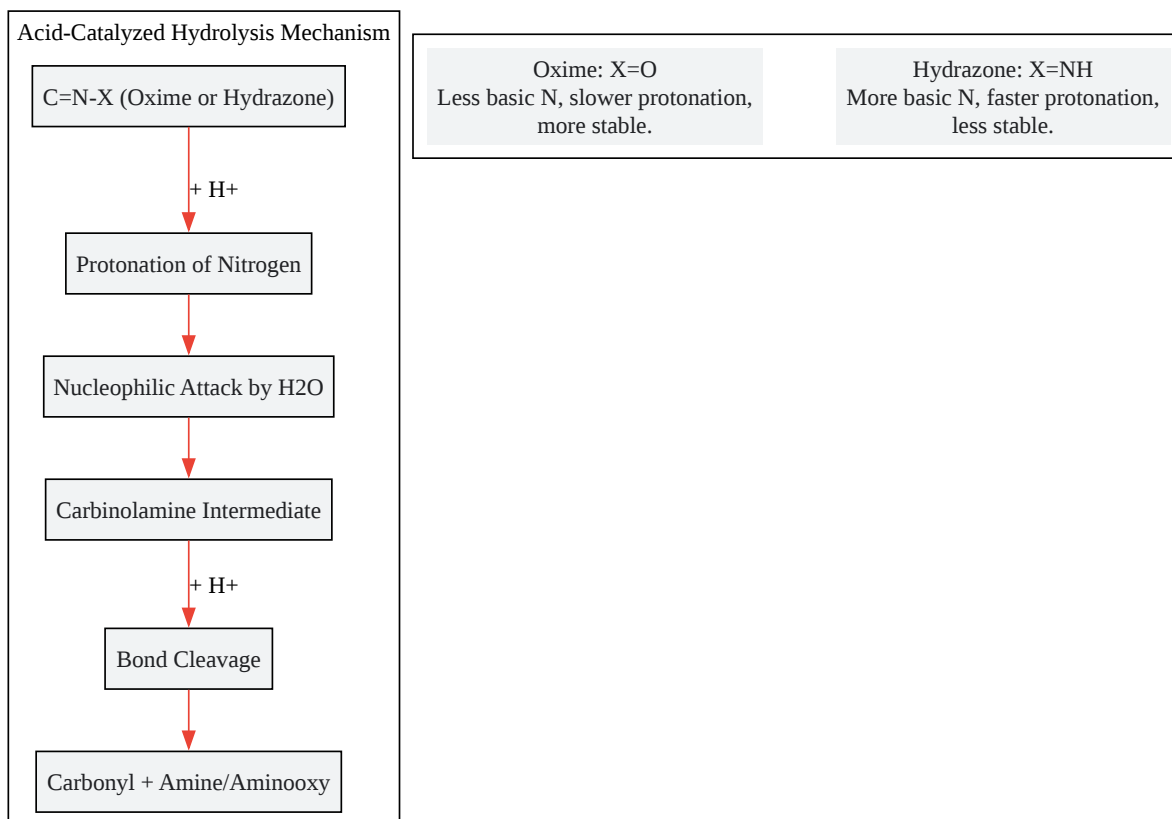 Acid-Catalyzed Hydrolysis Mechanism
C=N-X (Oxime or Hydrazone)
+ H+
Protonation of Nitrogen
Nucleophilic Attack by H2O
Carbinolamine Intermediate
+ H+
Bond Cleavage
Carbonyl + Amine/Aminooxy
Oxime: X=O
Less basic N, slower protonation,
more stable.
Hydrazone: X=NH
More basic N, faster protonation,
less stable.